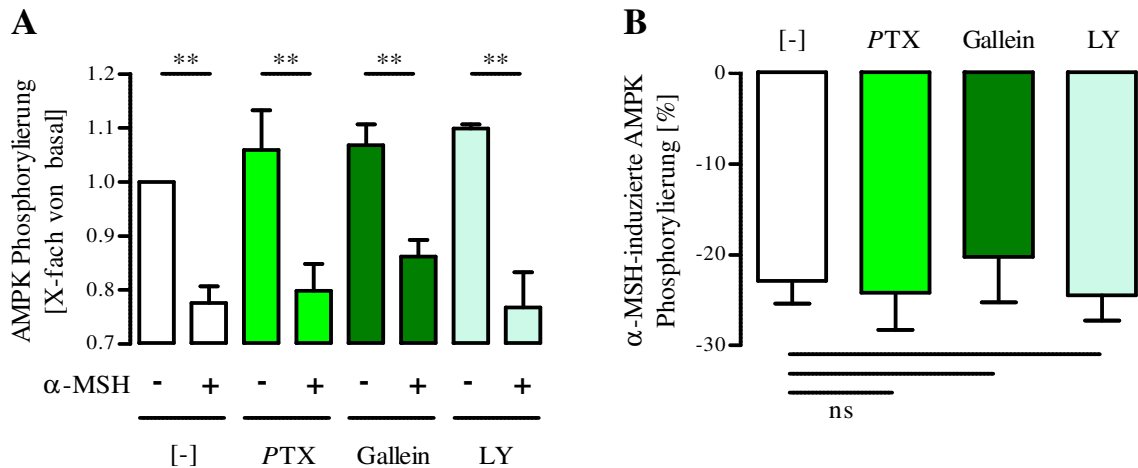 A
AMPK Phosphorylierung
[X-fach von basal]
1.2
1.1
1.0
0.9
0.8
0.7
** ** ** **
α-MSH - + - + - + - +
[-] PTX Gallein LY
B
[-] PTX Gallein LY
α-MSH-induzierte AMPK
Phosphorylierung [%]
0
-10
-20
-30
ns